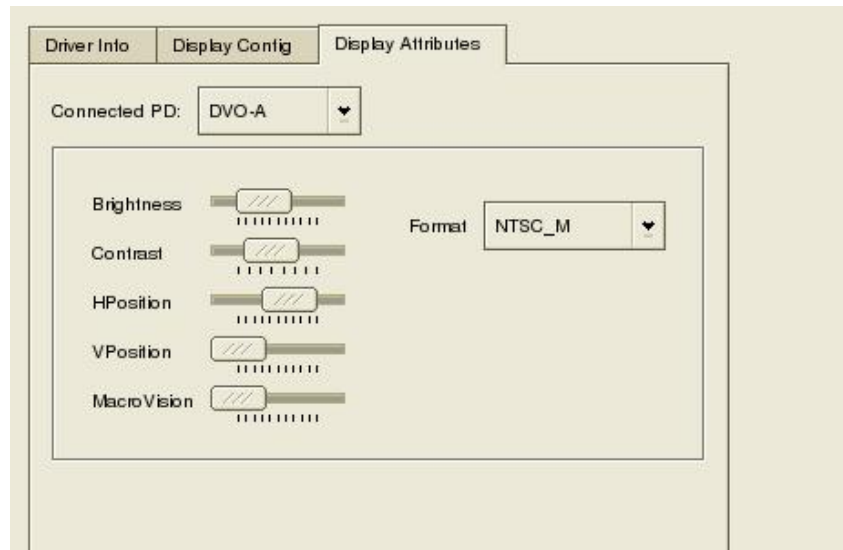 Driver Info Display Config Display Attributes
Connected PD: DVO-A
Brightness
Format NTSC_M
Contrast
HPosition
VPosition
MacroVision